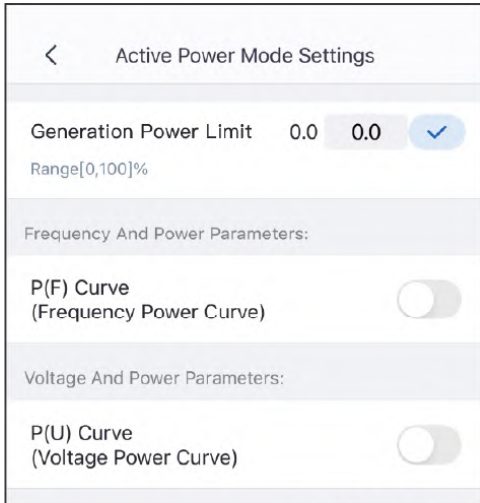 Active Power Mode Settings
Generation Power Limit 0.0 0.0
Range[0,100]%
Frequency And Power Parameters:
P(F) Curve
(Frequency Power Curve)
Voltage And Power Parameters:
P(U) Curve
(Voltage Power Curve)